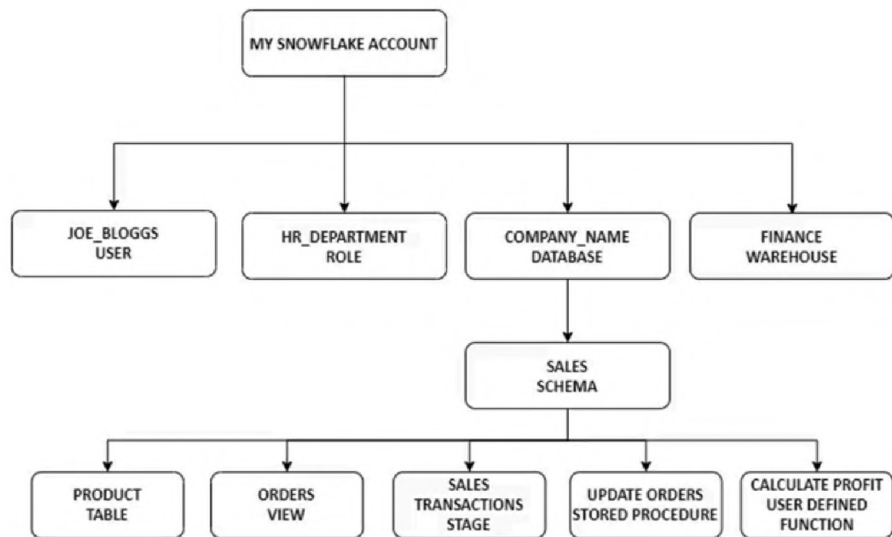 MY SNOWFLAKE ACCOUNT
JOE_BLOGGS
USER
HR_DEPARTMENT
ROLE
COMPANY_NAME
DATABASE
FINANCE
WAREHOUSE
SALES
SCHEMA
PRODUCT
TABLE
ORDERS
VIEW
SALES
TRANSACTIONS
STAGE
UPDATE ORDERS
STORED PROCEDURE
CALCULATE PROFIT
USER DEFINED
FUNCTION